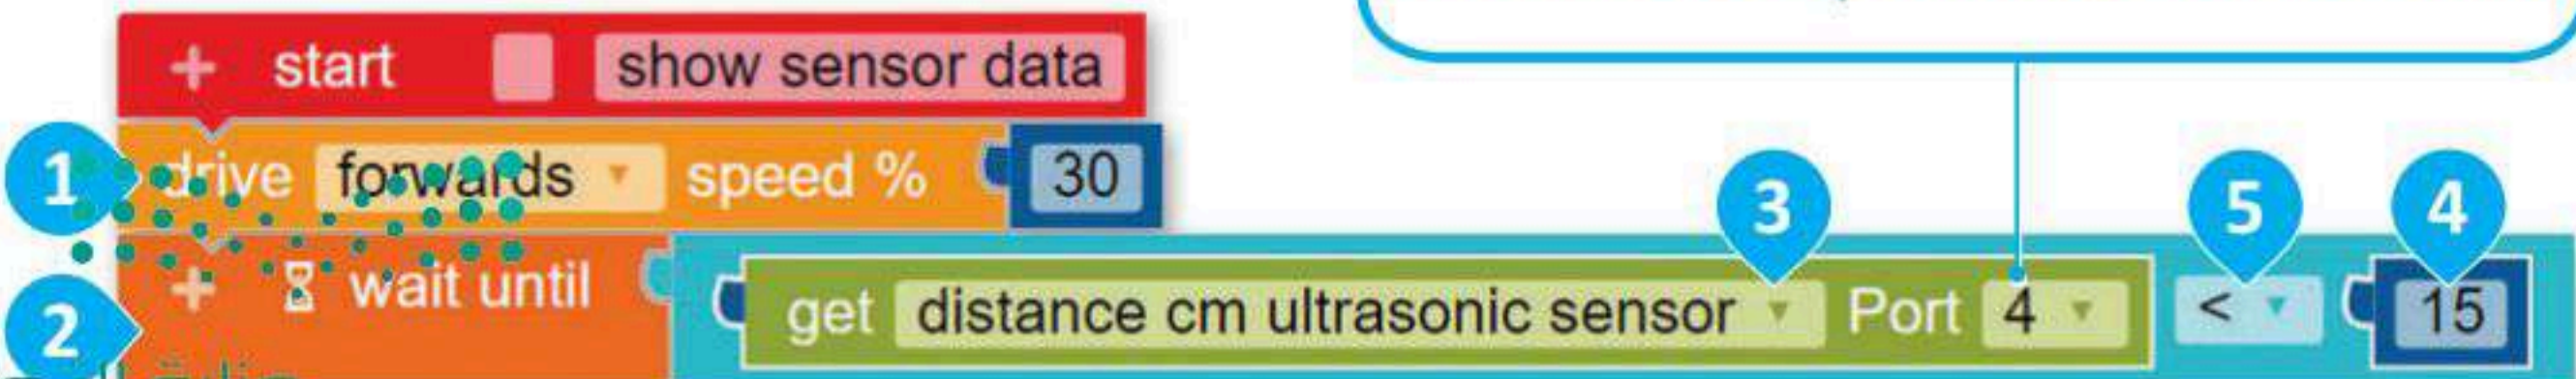 + start show sensor data
1 drive forwards speed % 30
3 5 4
+ wait until get distance cm ultrasonic sensor Port 4 < 15
2